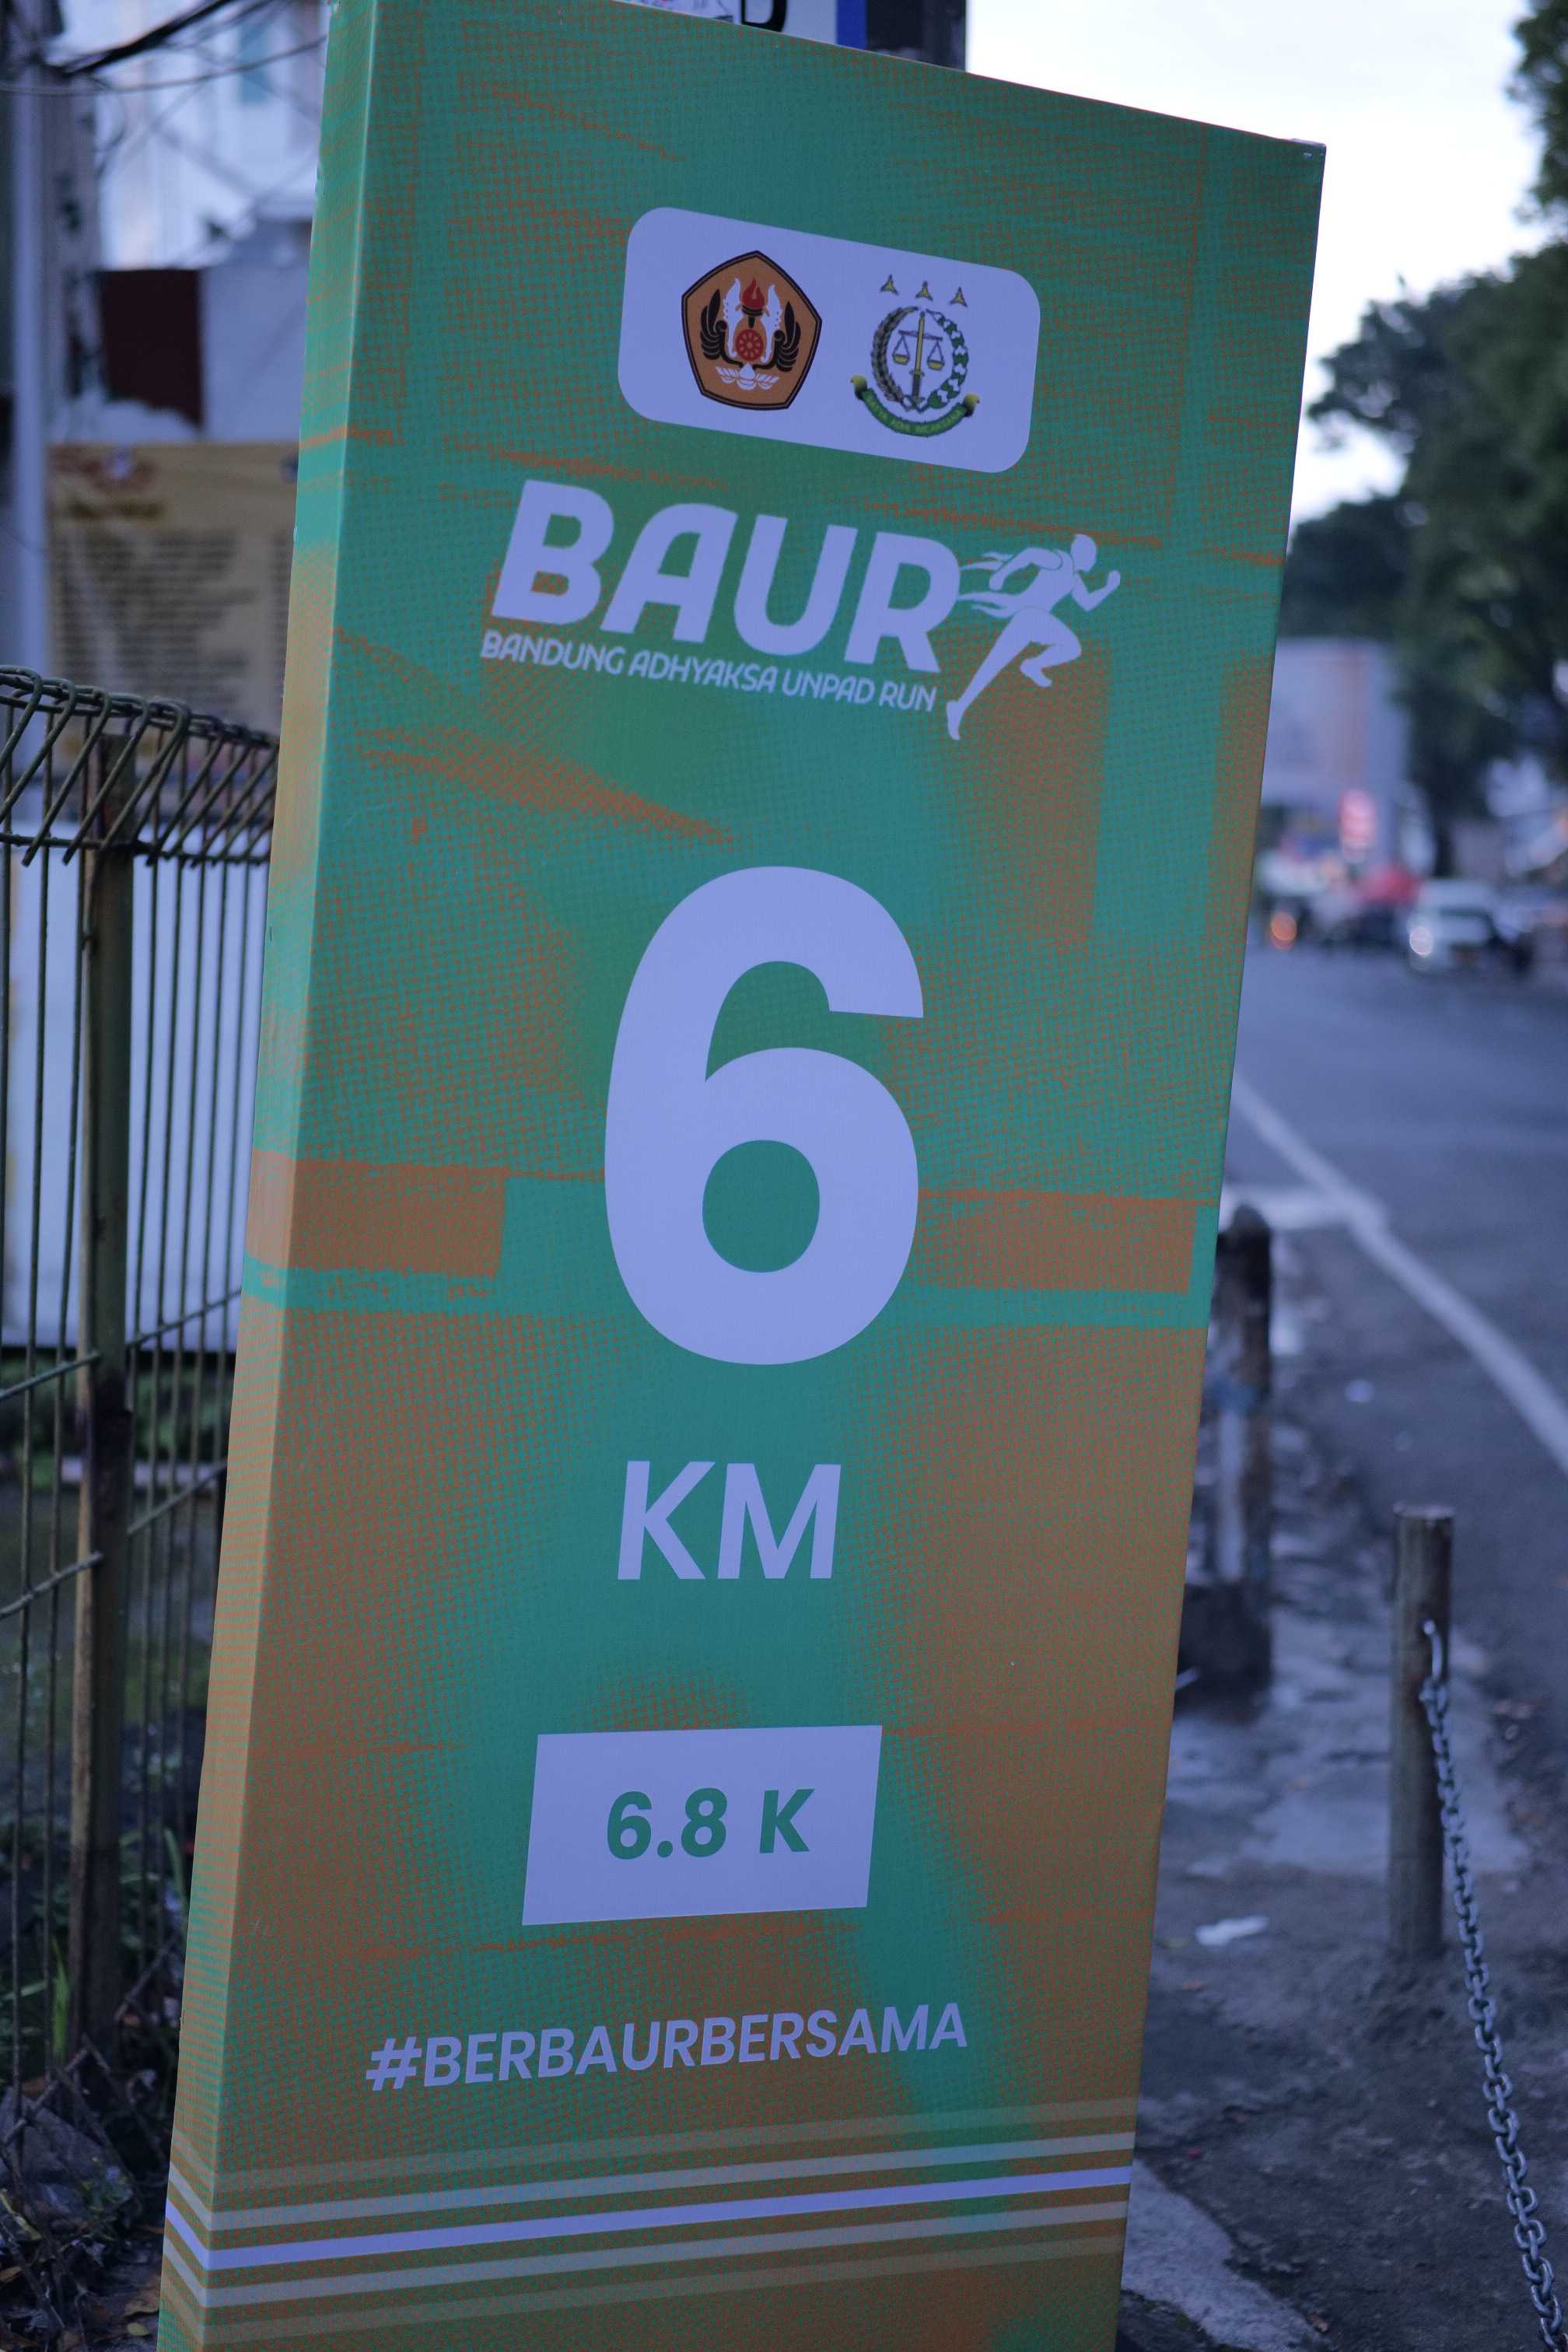 BAUR
BANDUNG ADHYAKSA UNPAD RUN
6
KM
6.8 K
#BERBAURBERSAMA